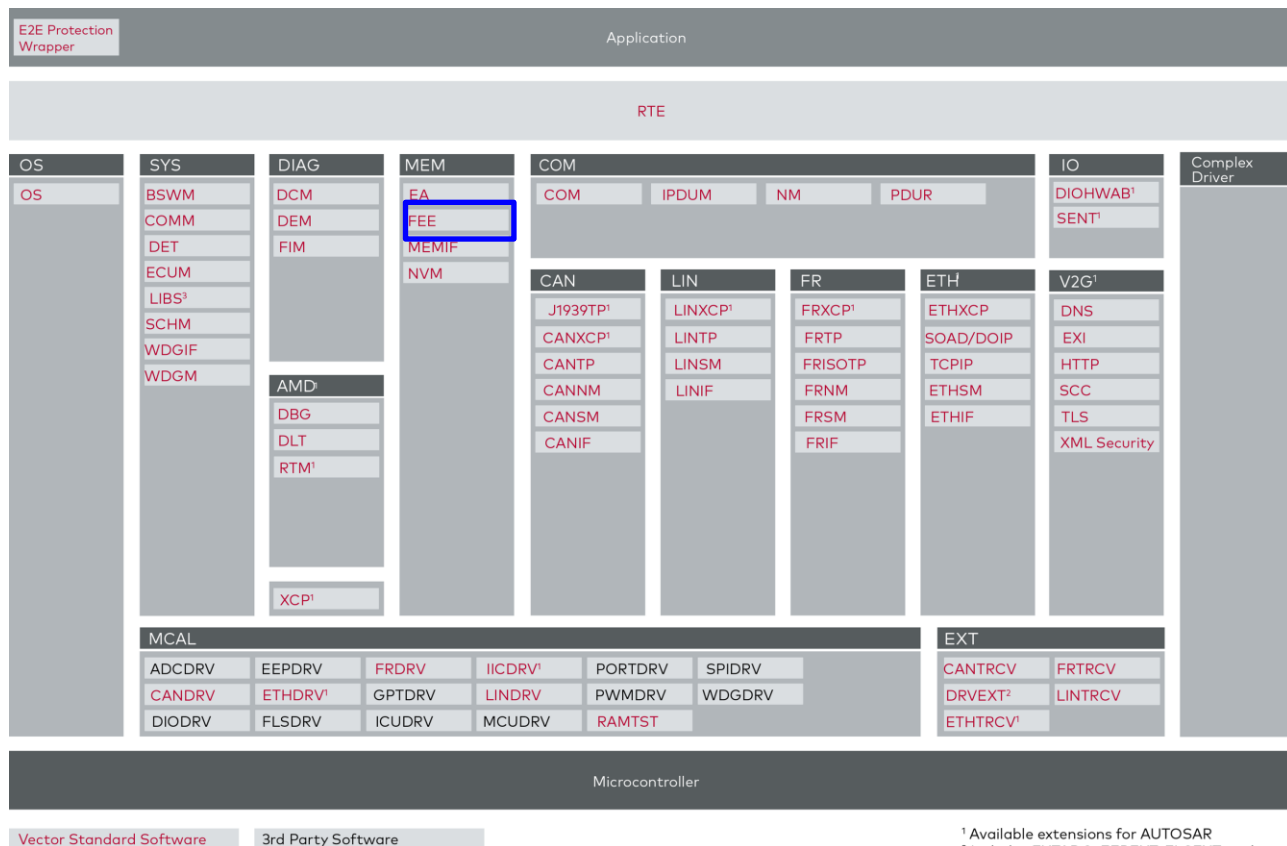 E2E Protection
Wrapper
Application
RTE
OS
OS
SYS
BSWM
COMM
DET
ECUM
LIBS³
SCHM
WDGIF
WDGM
DIAG
DCM
DEM
FIM
AMD¹
DBG
DLT
RTM¹
XCP¹
MEM
EA
FEE
MEMIF
NVM
COM
COM
IPDUM
NM
PDUR
CAN
J1939TP¹
CANXCP¹
CANTP
CANNM
CANSM
CANIF
LIN
LINXCP¹
LINTP
LINSM
LINIF
FR
FRXCP¹
FRTP
FRISOTP
FRNM
FRSM
FRIF
ETH¹
ETHXCP
SOAD/DOIP
TCPIP
ETHSM
ETHIF
IO
DIOHWAB¹
SENT¹
V2G¹
DNS
EXI
HTTP
SCC
TLS
XML Security
Complex
Driver
MCAL
ADCDRV EEPDRV FRDRV IICDRV¹ PORTDRV SPIDRV
CANDRV ETHDRV¹ GPTDRV LINDRV PWMDRV WDGDRV
DIODRV FLSDRV ICUDRV MCUDRV RAMTST
EXT
CANTRCV FRTRCV
DRVEXT² LINTRCV
ETHTRCV¹
Microcontroller
Vector Standard Software
3rd Party Software
¹ Available extensions for AUTOSAR